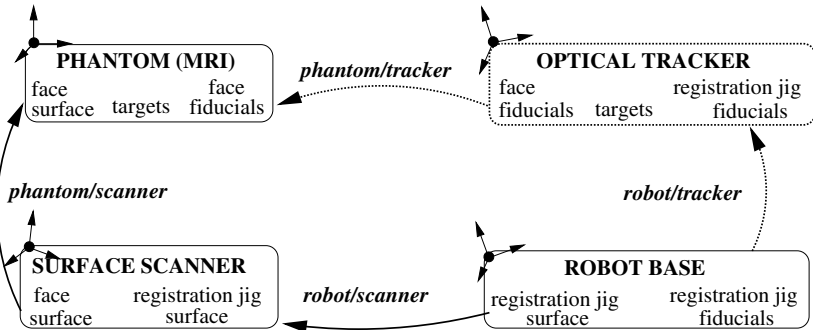 PHANTOM (MRI)
face
surface
targets
face
fiducials
phantom/tracker
OPTICAL TRACKER
face
fiducials
targets
registration jig
fiducials
phantom/scanner
robot/tracker
SURFACE SCANNER
face
surface
registration jig
surface
robot/scanner
ROBOT BASE
registration jig
surface
registration jig
fiducials